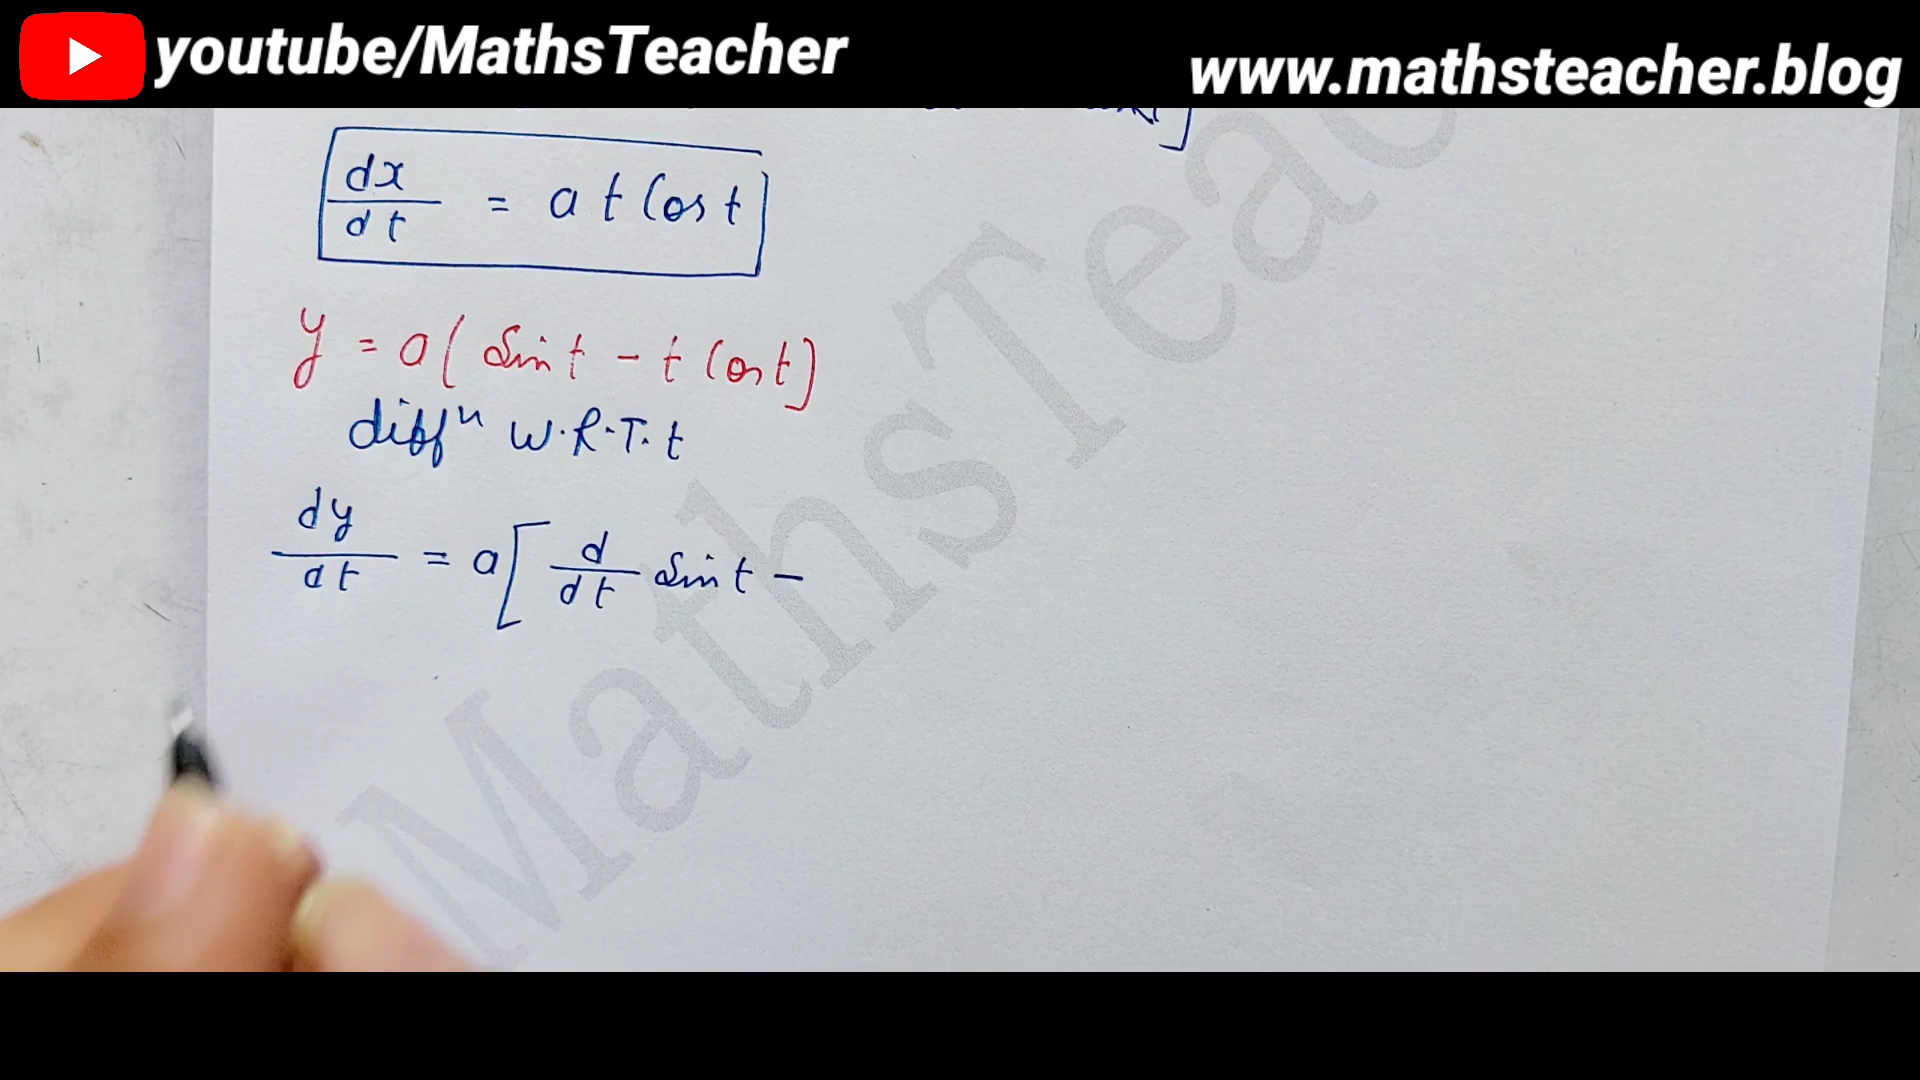 youtube/MathsTeacher
www.mathsteacher.blog
dx/dt = a t Cos t
y = a( Sin t - t Cos t)
diffⁿ W.R.T. t
dy/dt = a[ d/dt Sin t -
MathsTeac